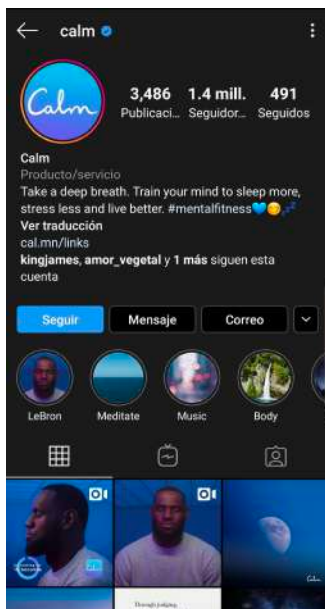 calm
Calm
3,486 1.4 mill. 491
Publicaci... Seguidor... Seguidos
Calm
Producto/servicio
Take a deep breath. Train your mind to sleep more,
stress less and live better. #mentalfitness💙😴💤
Ver traducción
cal.mn/links
kingjames, amor_vegetal y 1 más siguen esta
cuenta
Seguir Mensaje Correo
LeBron Meditate Music Body
Calm
Through judging,